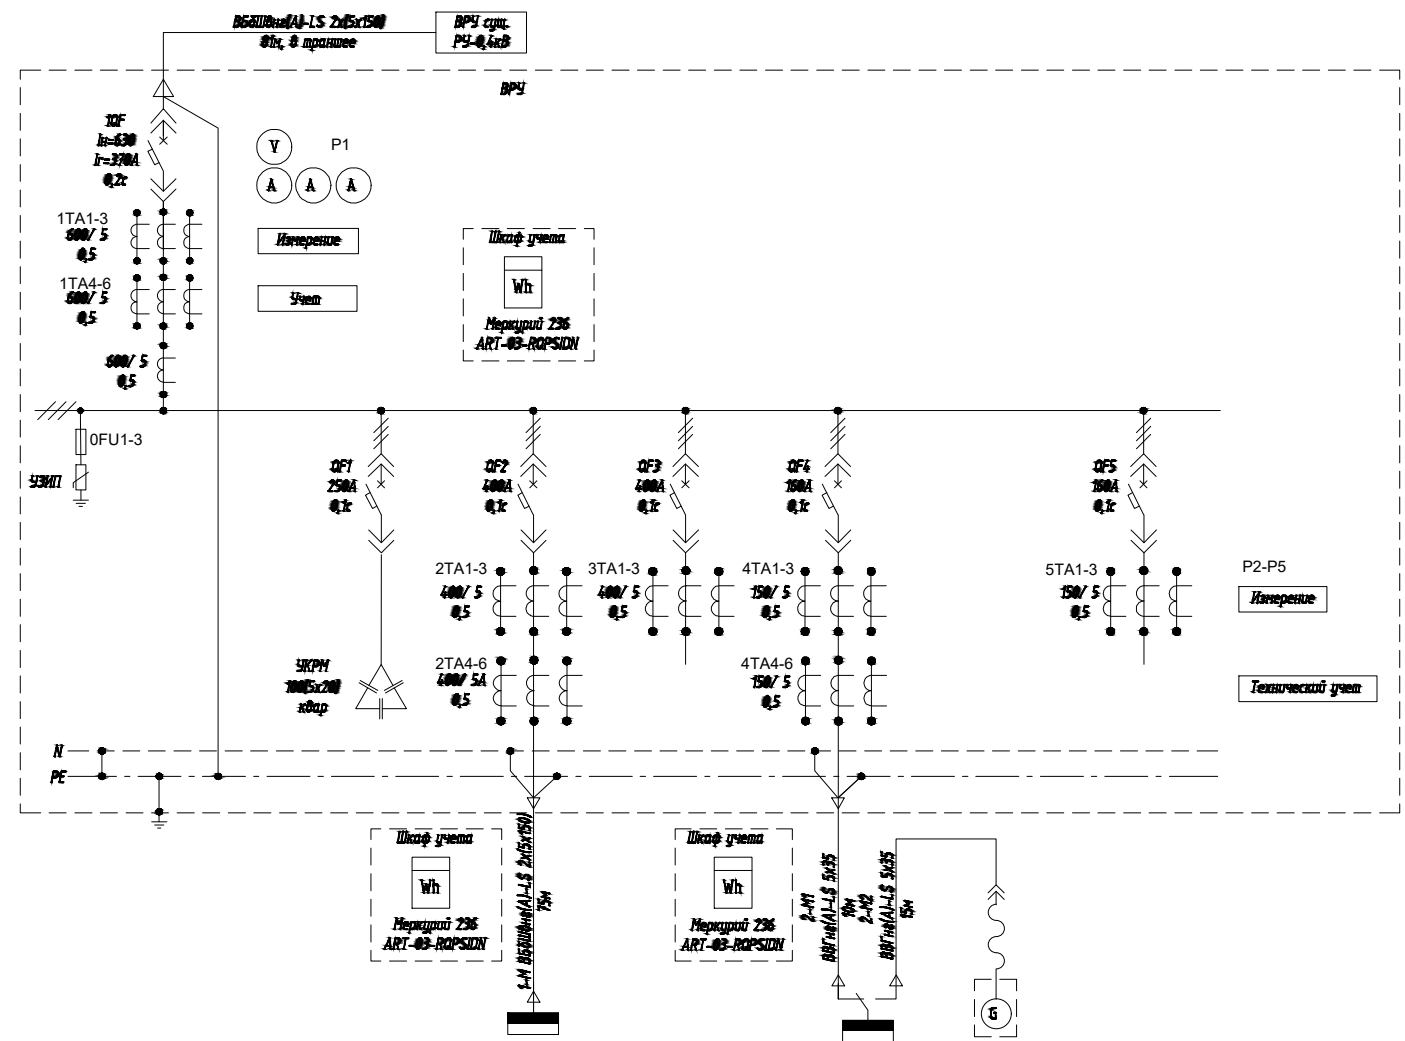 ВБбШвнг(А)-LS 2х(5х150)
81м, В траншее
ВРУ сущ.
РУ-0,4кВ
ВРУ
1QF
Iн=630
Iг=370А
0,2с
V
P1
A
A
A
1TA1-3
600/ 5
0,5
Измерение
1TA4-6
600/ 5
0,5
Учет
Шкаф учета
Wh
Меркурий 236
ART-03-RQPSIDN
600/ 5
0,5
0FU1-3
УЗИП
QF1
250А
0,1с
QF2
400А
0,1с
QF3
400А
0,1с
QF4
160А
0,1с
QF5
160А
0,1с
2TA1-3
400/ 5
0,5
3TA1-3
400/ 5
0,5
4TA1-3
150/ 5
0,5
5TA1-3
150/ 5
0,5
P2-P5
Измерение
УКРМ
100(5х20)
квар
2TA4-6
400/ 5А
0,5
4TA4-6
150/ 5
0,5
Технический учет
N
PE
Шкаф учета
Wh
Меркурий 236
ART-03-RQPSIDN
1-М ВБбШвнг(А)-LS 2х(5х150)
75м
Шкаф учета
Wh
Меркурий 236
ART-03-RQPSIDN
2-М1
ВВГнг(А)-LS 5х35
10м
2-М2
ВВГнг(А)-LS 5х35
15м
G